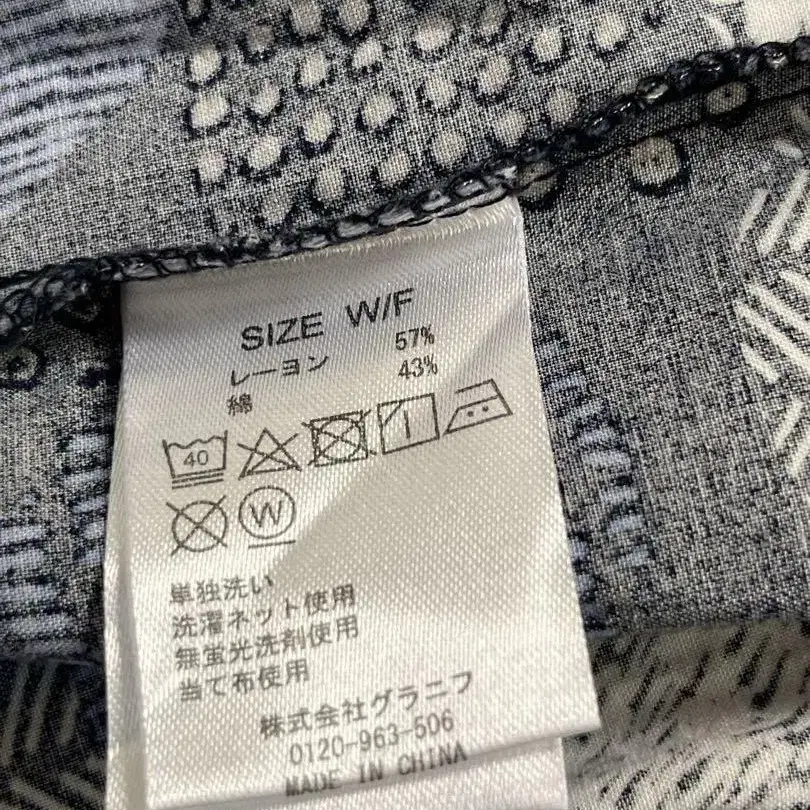 SIZE W/F
レーヨン 57%
綿 43%
40
W
単独洗い
洗濯ネット使用
無蛍光洗剤使用
当て布使用
株式会社グラニフ
0120-963-506
MADE IN CHINA